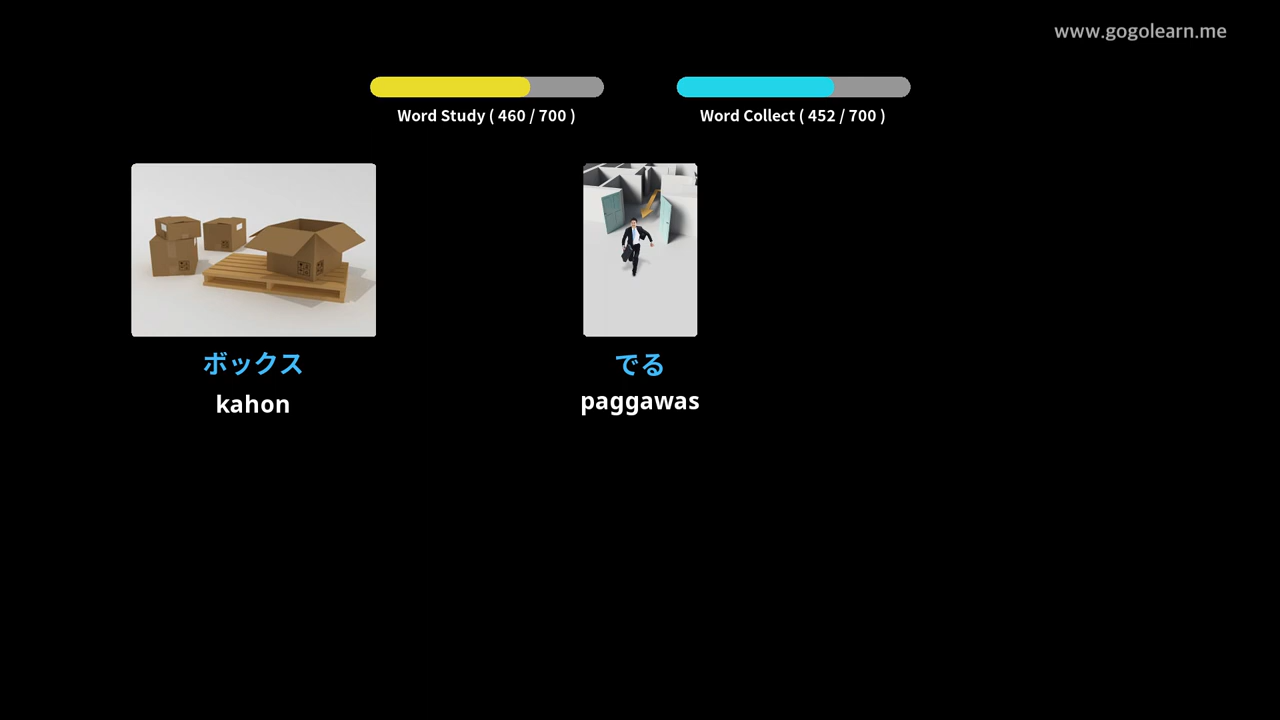 www.gogolearn.me
Word Study ( 460 / 700 )
Word Collect ( 452 / 700 )
ボックス
でる
kahon
paggawas